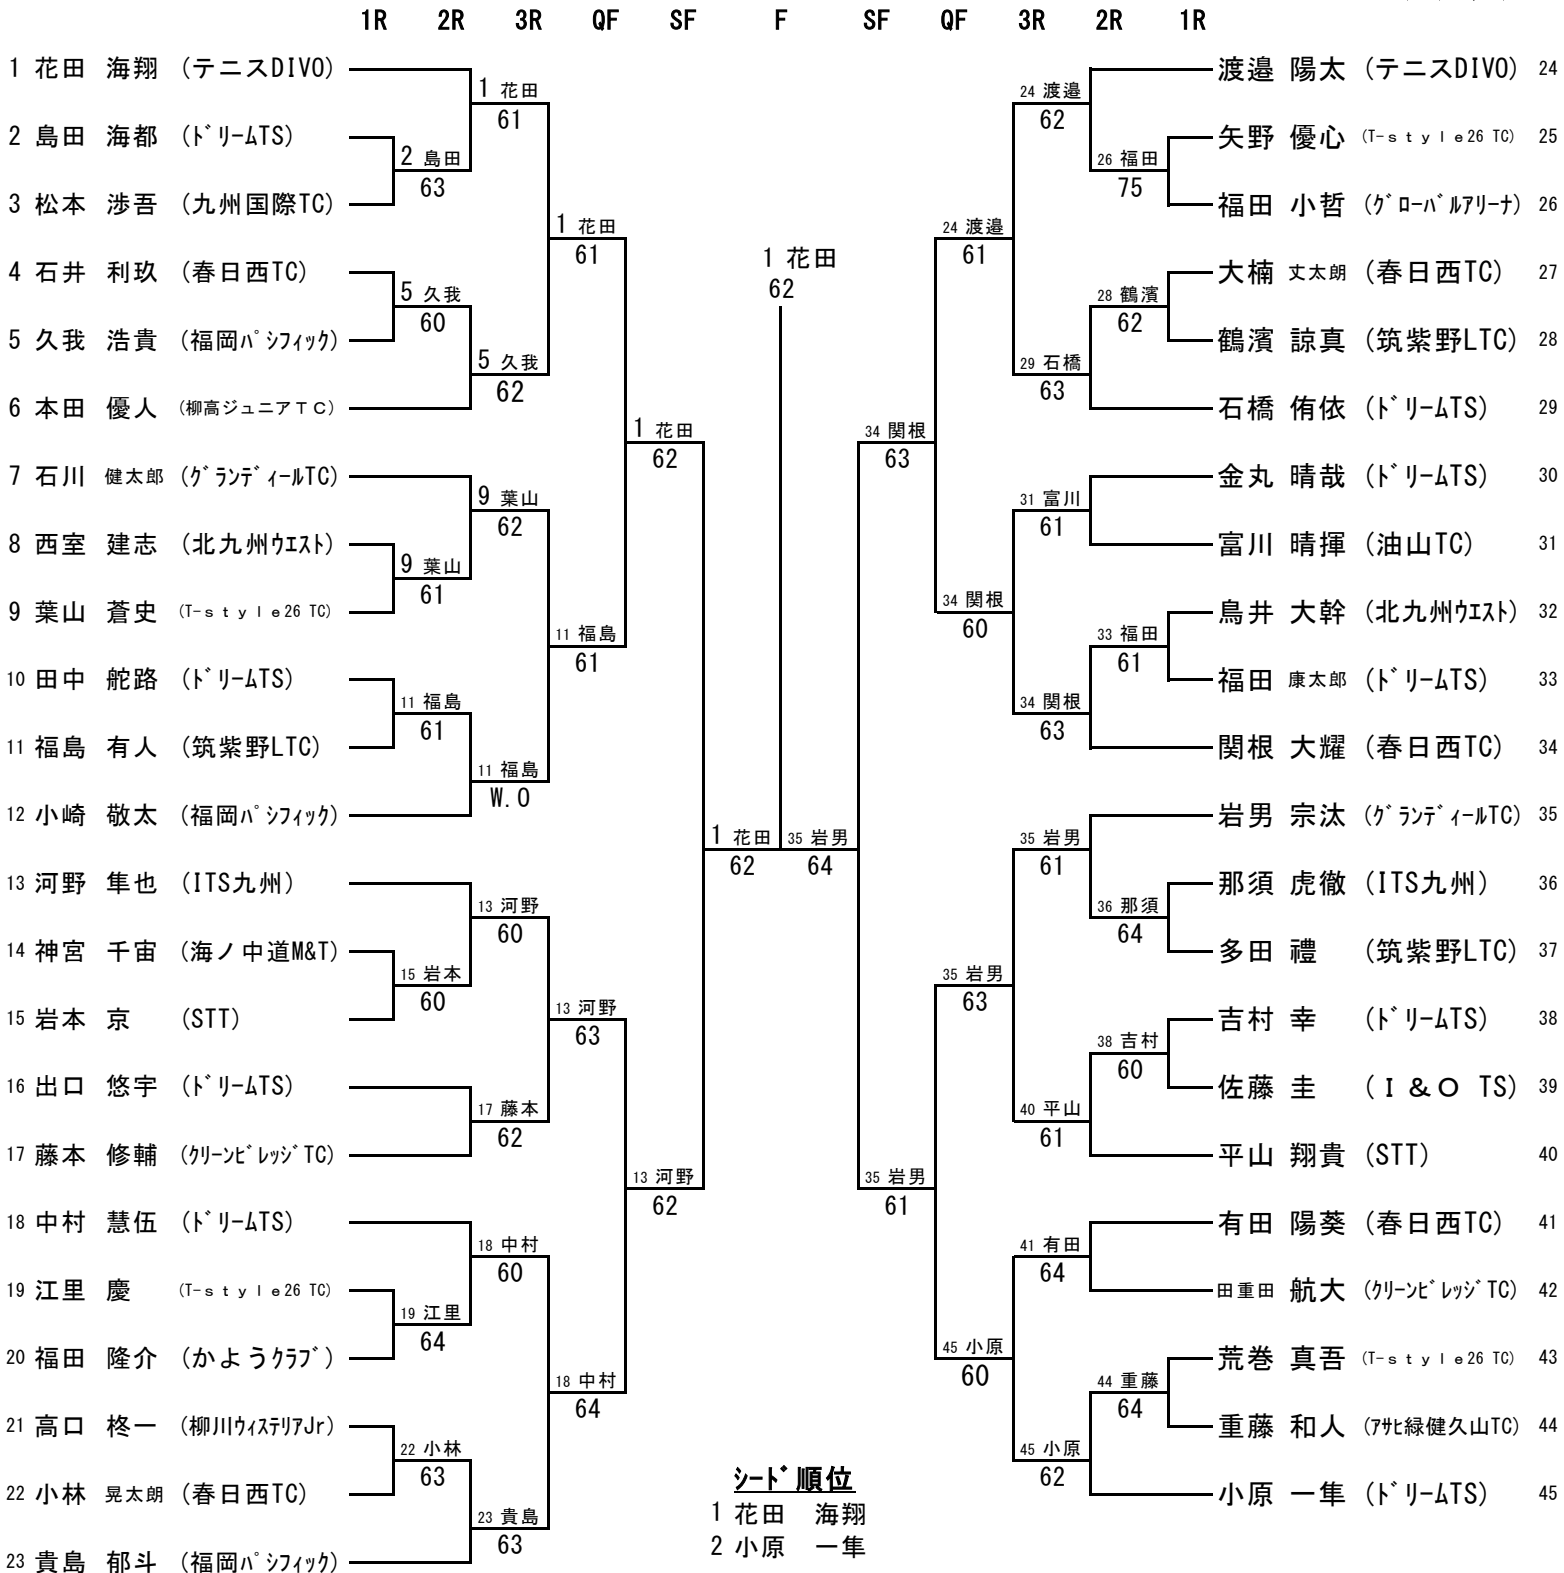 1R 2R 3R QF SF F SF QF 3R 2R 1R
1 花田 海翔 (テニスDIVO)
2 島田 海都 (ドリームTS)
3 松本 渉吾 (九州国際TC)
4 石井 利玖 (春日西TC)
5 久我 浩貴 (福岡パシフィック)
6 本田 優人 (柳高ジュニアTC)
7 石川 健太郎 (グランディールTC)
8 西室 建志 (北九州ウエスト)
9 葉山 蒼史 (T-style26 TC)
10 田中 舵路 (ドリームTS)
11 福島 有人 (筑紫野LTC)
12 小崎 敬太 (福岡パシフィック)
13 河野 隼也 (ITS九州)
14 神宮 千宙 (海ノ中道M&T)
15 岩本 京 (STT)
16 出口 悠宇 (ドリームTS)
17 藤本 修輔 (クリーンビレッジTC)
18 中村 慧伍 (ドリームTS)
19 江里 慶 (T-style26 TC)
20 福田 隆介 (かようクラブ)
21 高口 柊一 (柳川ウィステリアJr)
22 小林 晃太朗 (春日西TC)
23 貴島 郁斗 (福岡パシフィック)
2 島田
63
5 久我
60
9 葉山
61
11 福島
61
15 岩本
60
19 江里
64
22 小林
63
1 花田
61
5 久我
62
9 葉山
62
11 福島
W.O
13 河野
60
17 藤本
62
18 中村
60
23 貴島
63
1 花田
61
11 福島
61
13 河野
63
18 中村
64
1 花田
62
13 河野
62
1 花田
62
1 花田
62
35 岩男
64
34 関根
63
35 岩男
61
24 渡邉
61
34 関根
60
35 岩男
63
45 小原
60
24 渡邉
62
29 石橋
63
31 富川
61
34 関根
63
35 岩男
61
40 平山
61
41 有田
64
45 小原
62
26 福田
75
28 鶴濱
62
33 福田
61
36 那須
64
38 吉村
60
44 重藤
64
渡邉 陽太 (テニスDIVO) 24
矢野 優心 (T-style26 TC) 25
福田 小哲 (グローバルアリーナ) 26
大楠 丈太朗 (春日西TC) 27
鶴濱 諒真 (筑紫野LTC) 28
石橋 侑依 (ドリームTS) 29
金丸 晴哉 (ドリームTS) 30
富川 晴揮 (油山TC) 31
鳥井 大幹 (北九州ウエスト) 32
福田 康太郎 (ドリームTS) 33
関根 大耀 (春日西TC) 34
岩男 宗汰 (グランディールTC) 35
那須 虎徹 (ITS九州) 36
多田 禮 (筑紫野LTC) 37
吉村 幸 (ドリームTS) 38
佐藤 圭 (I&O TS) 39
平山 翔貴 (STT) 40
有田 陽葵 (春日西TC) 41
田重田 航大 (クリーンビレッジTC) 42
荒巻 真吾 (T-style26 TC) 43
重藤 和人 (アサヒ緑健久山TC) 44
小原 一隼 (ドリームTS) 45
シード順位
1 花田 海翔
2 小原 一隼